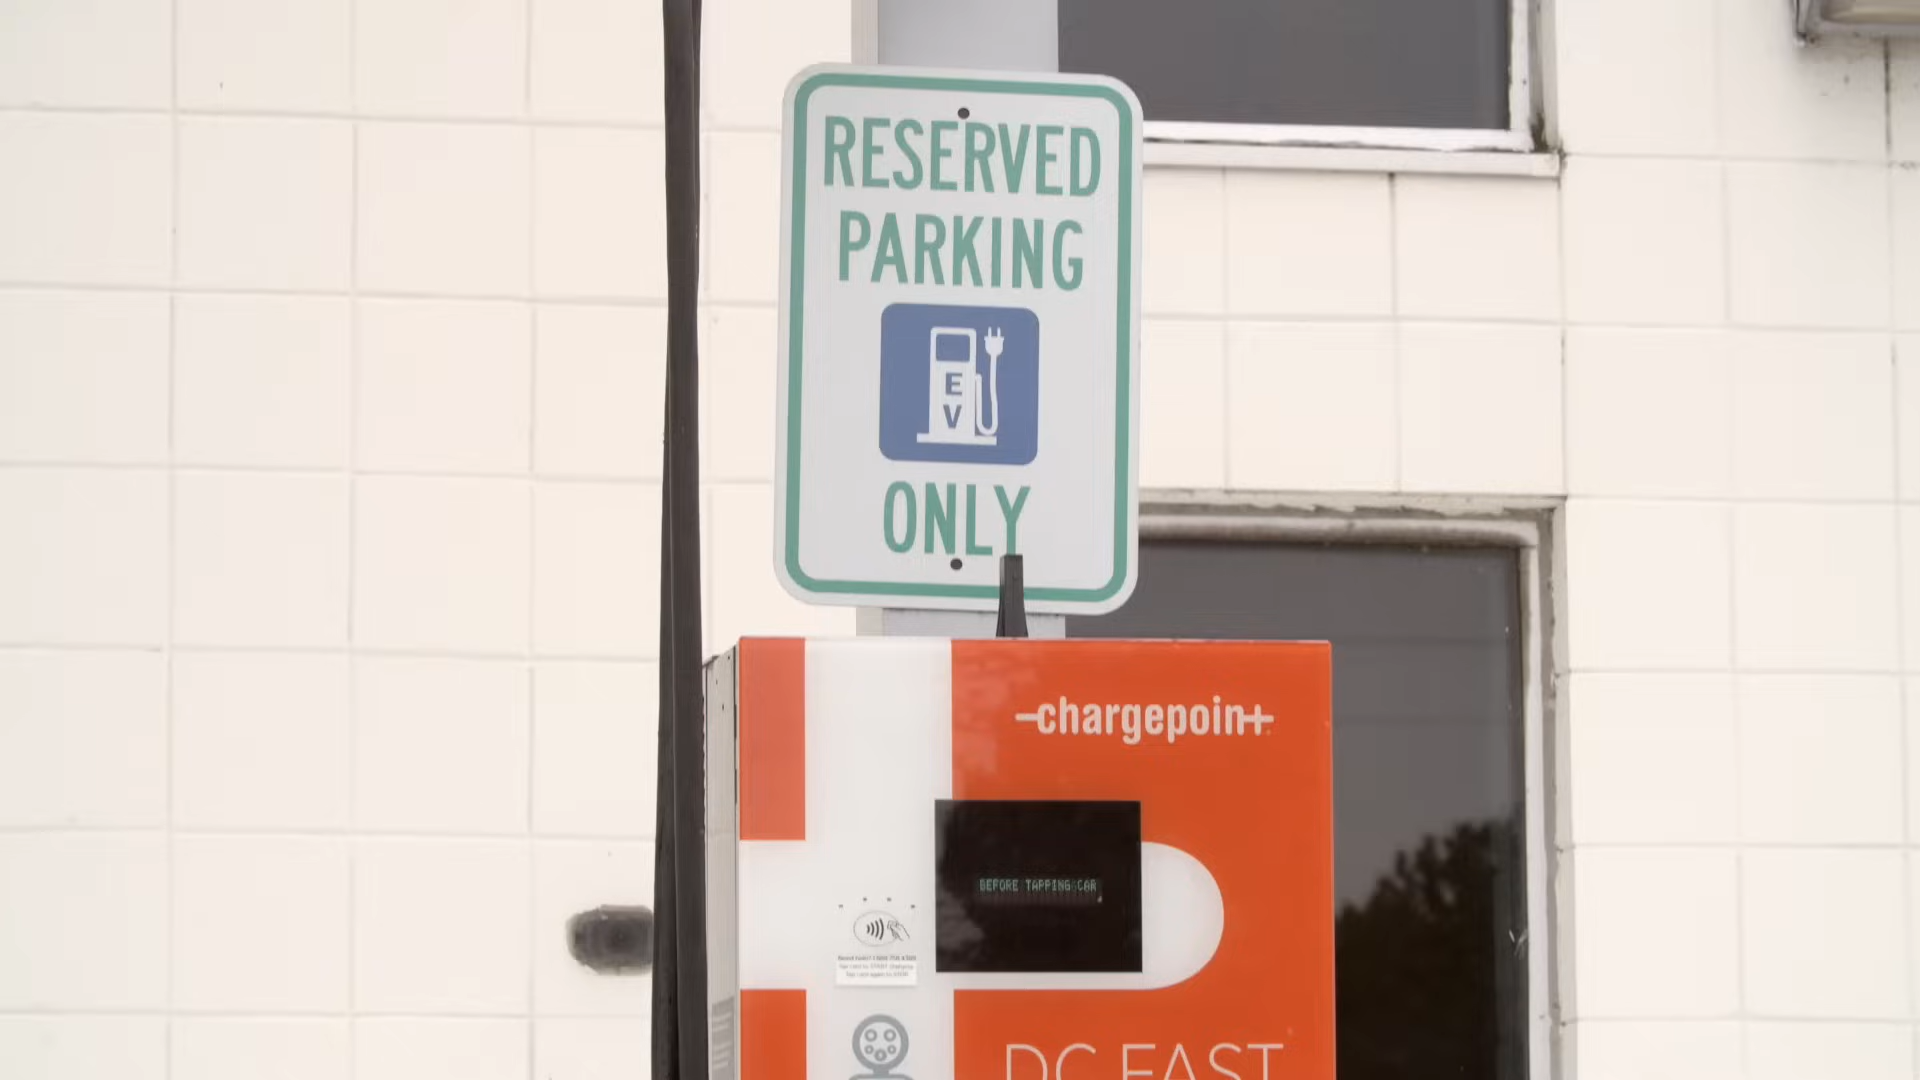 RESERVED
PARKING
E
V
ONLY
chargepoint
BEFORE TAPPING CAR
DC FAST